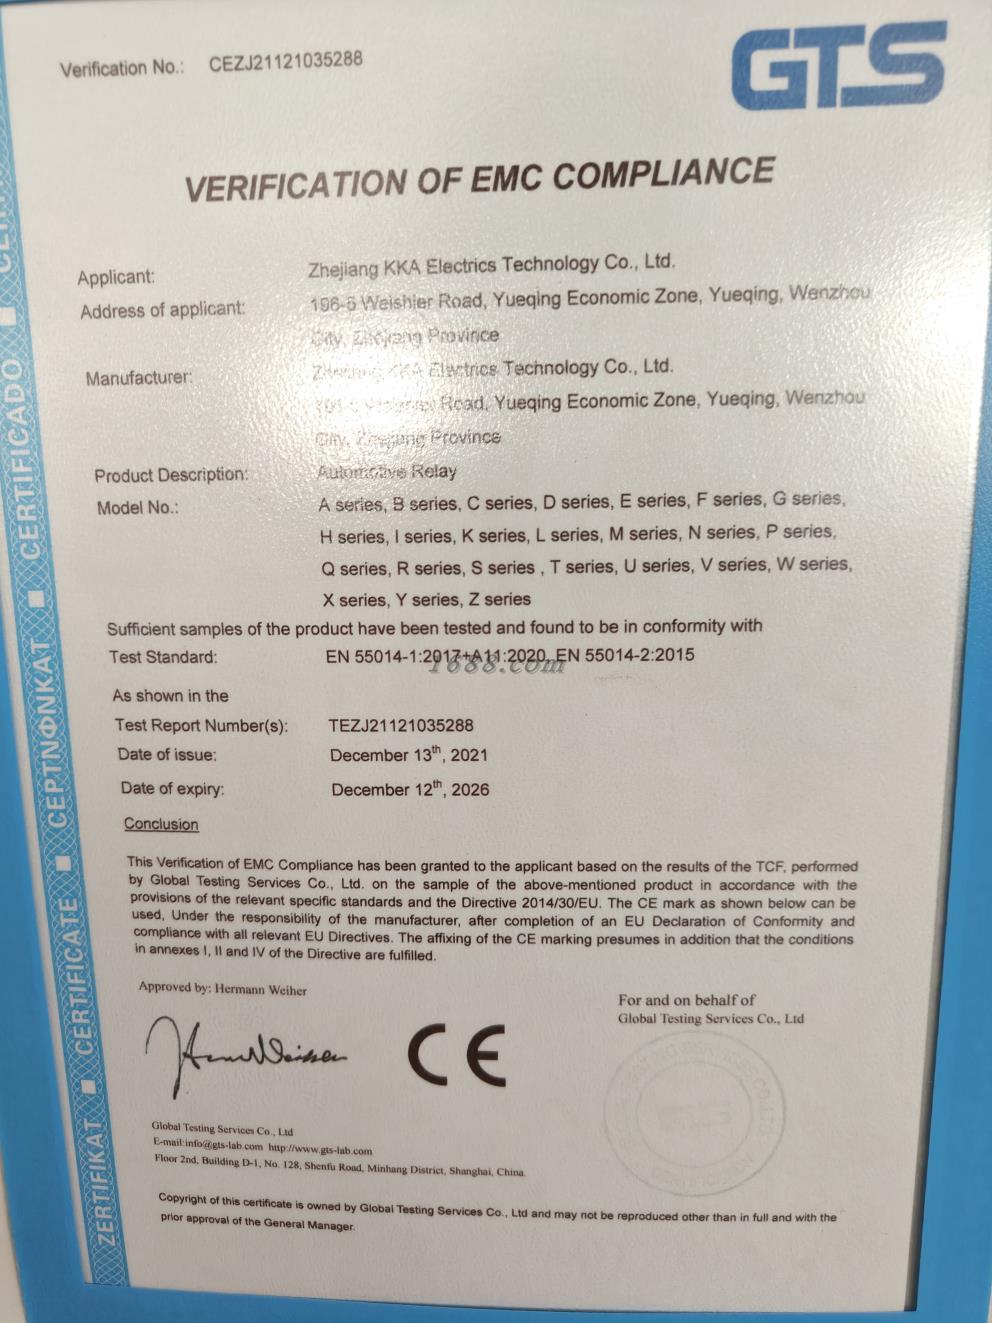 Verification No.: CEZJ21121035288
GTS
VERIFICATION OF EMC COMPLIANCE
Applicant: Zhejiang KKA Electrics Technology Co., Ltd.
Address of applicant: 196-6 Weishier Road, Yueqing Economic Zone, Yueqing, Wenzhou
City, Zhejiang Province
Manufacturer: Zhejiang KKA Electrics Technology Co., Ltd.
Road, Yueqing Economic Zone, Yueqing, Wenzhou
City, Zhejiang Province
Product Description: Automotive Relay
Model No.: A series, B series, C series, D series, E series, F series, G series,
H series, I series, K series, L series, M series, N series, P series,
Q series, R series, S series , T series, U series, V series, W series,
X series, Y series, Z series
Sufficient samples of the product have been tested and found to be in conformity with
Test Standard: EN 55014-1:2017+A11:2020, EN 55014-2:2015
1688.com
As shown in the
Test Report Number(s): TEZJ21121035288
Date of issue: December 13th, 2021
Date of expiry: December 12th, 2026
Conclusion
This Verification of EMC Compliance has been granted to the applicant based on the results of the TCF, performed
by Global Testing Services Co., Ltd. on the sample of the above-mentioned product in accordance with the
provisions of the relevant specific standards and the Directive 2014/30/EU. The CE mark as shown below can be
used, Under the responsibility of the manufacturer, after completion of an EU Declaration of Conformity and
compliance with all relevant EU Directives. The affixing of the CE marking presumes in addition that the conditions
in annexes I, II and IV of the Directive are fulfilled.
Approved by: Hermann Weiher
For and on behalf of
Global Testing Services Co., Ltd
CE
Global Testing Services Co., Ltd
E-mail:info@gts-lab.com http://www.gts-lab.com
Floor 2nd, Building D-1, No. 128, Shenfu Road, Minhang District, Shanghai, China.
Copyright of this certificate is owned by Global Testing Services Co., Ltd and may not be reproduced other than in full and with the
prior approval of the General Manager.
ZERTIFIKAT CERTIFICATE СЕРТNФNKAT CERTIFICADO